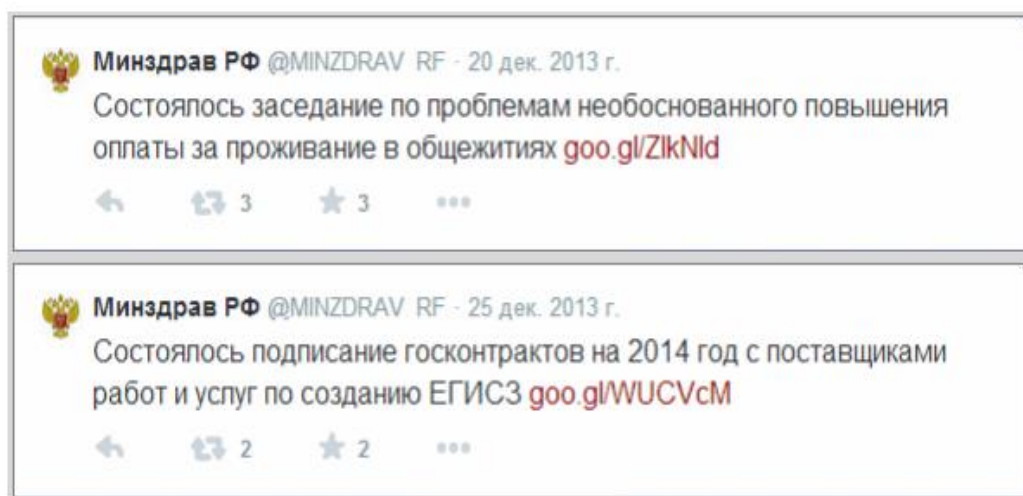 Минздрав РФ @MINZDRAV_RF · 20 дек. 2013 г.
Состоялось заседание по проблемам необоснованного повышения
оплаты за проживание в общежитиях goo.gl/ZlkNld
3 3
Минздрав РФ @MINZDRAV_RF · 25 дек. 2013 г.
Состоялось подписание госконтрактов на 2014 год с поставщиками
работ и услуг по созданию ЕГИСЗ goo.gl/WUCVcM
2 2